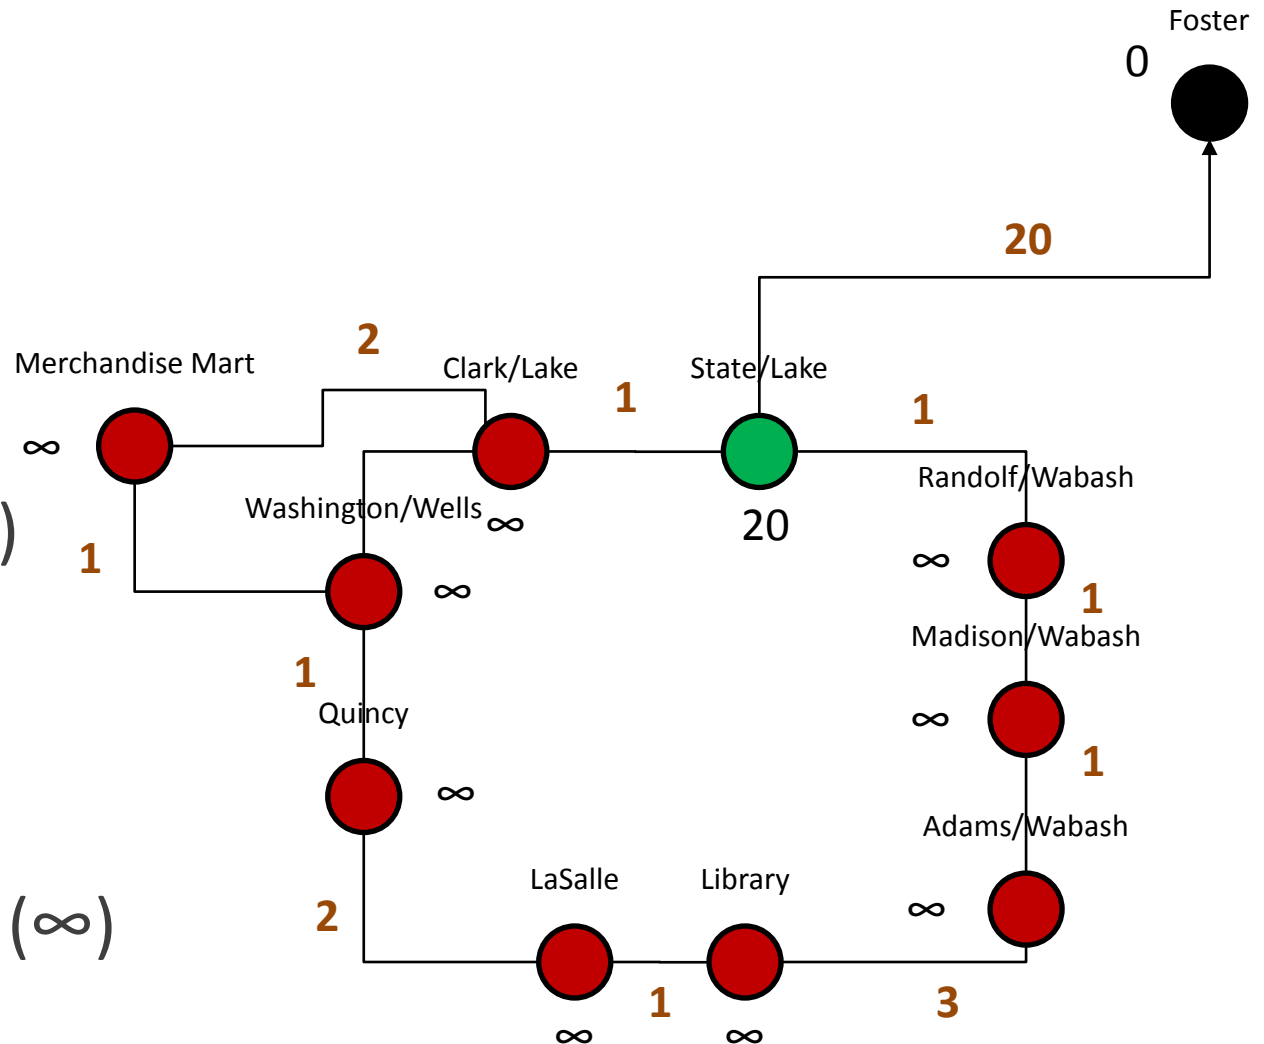 Foster
0
20
2
Merchandise Mart
Clark/Lake
State/Lake
1
1
∞
Randolf/Wabash
Washington/Wells
∞
20
)
1
∞
∞
1
Madison/Wabash
1
Quincy
∞
1
∞
Adams/Wabash
LaSalle
Library
2
∞
(∞)
1
3
∞
∞